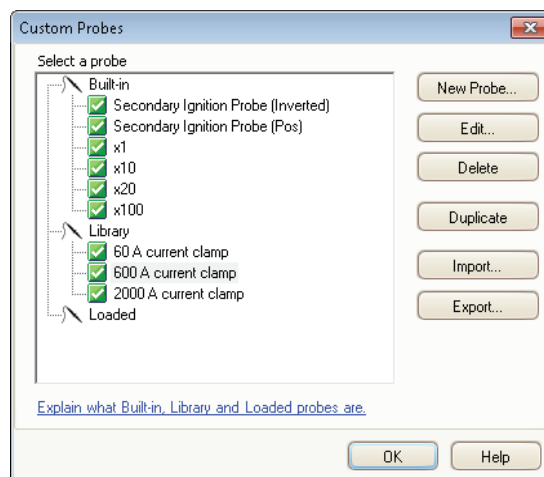 Custom Probes
Select a probe
Built-in
Secondary Ignition Probe (Inverted)
Secondary Ignition Probe (Pos)
x1
x10
x20
x100
Library
60 A current clamp
600 A current clamp
2000 A current clamp
Loaded
New Probe...
Edit...
Delete
Duplicate
Import...
Export...
Explain what Built-in, Library and Loaded probes are.
OK
Help